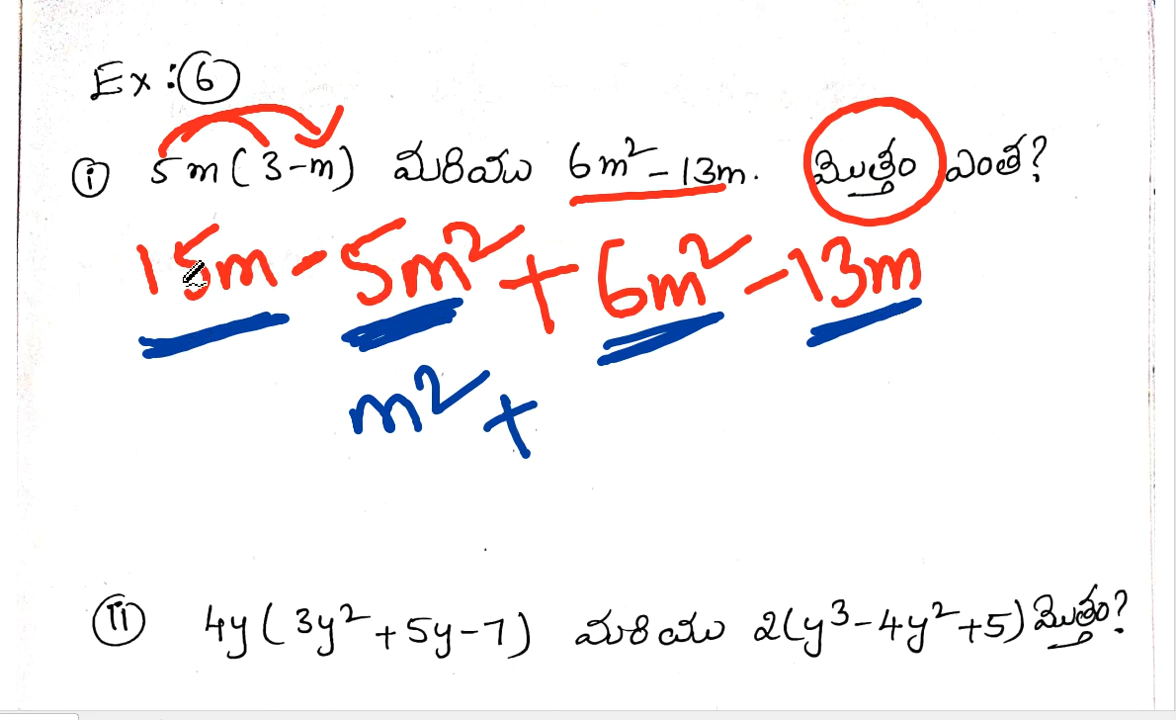 Ex : 6
i 5m(3-m) మరియు 6m²-13m. మొత్తం ఎంత?
15m - 5m² + 6m² - 13m
m² +
ii 4y(3y²+5y-7) మరియు 2(y³-4y²+5) మొత్తం?